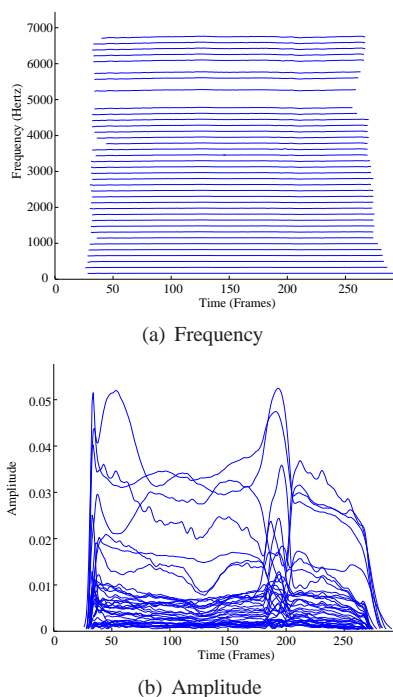 7000
6000
5000
4000
3000
2000
1000
0
Frequency (Hertz)
0 50 100 150 200 250
Time (Frames)
(a) Frequency
0.05
0.04
0.03
0.02
0.01
0
Amplitude
0 50 100 150 200 250
Time (Frames)
(b) Amplitude